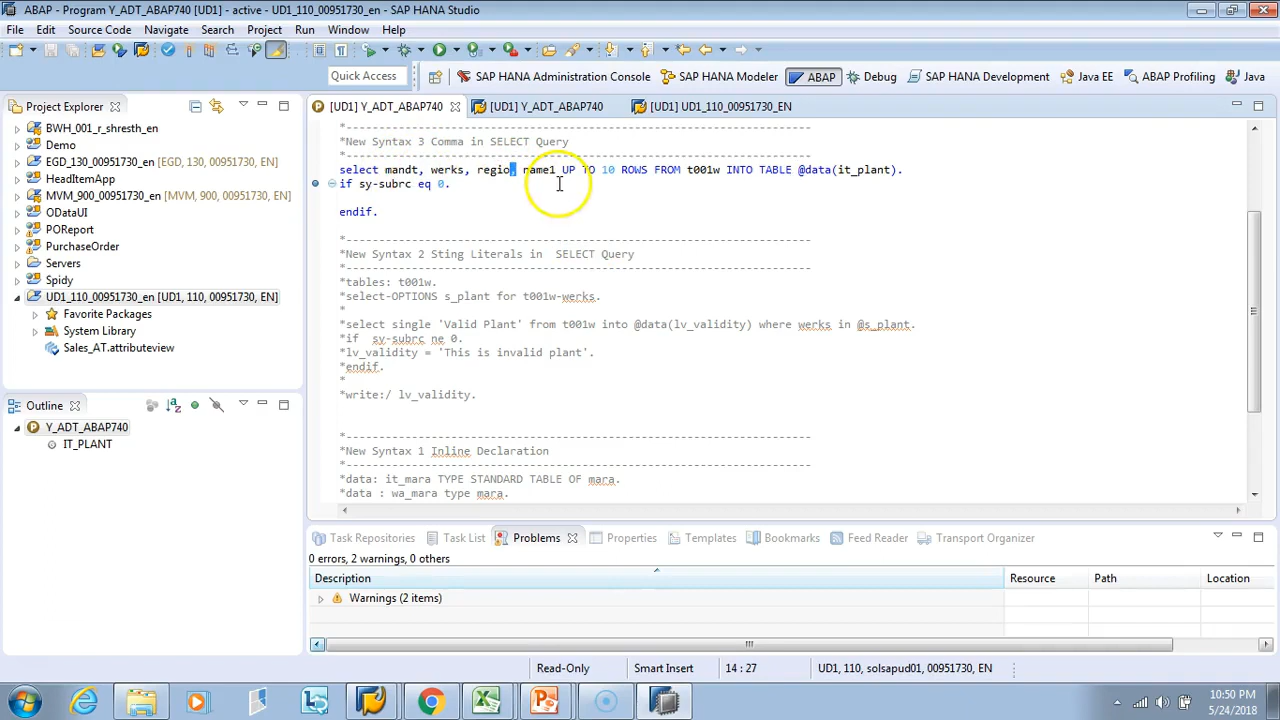 ABAP - Program Y_ADT_ABAP740 [UD1] - active - UD1_110_00951730_en - SAP HANA Studio
File Edit Source Code Navigate Search Project Run Window Help
Quick Access SAP HANA Administration Console SAP HANA Modeler ABAP Debug SAP HANA Development Java EE ABAP Profiling Java
Project Explorer
[UD1] Y_ADT_ABAP740 [UD1] Y_ADT_ABAP740 [UD1] UD1_110_00951730_EN
BWH_001_r_shresth_en
Demo
EGD_130_00951730_en [EGD, 130, 00951730, EN]
HeadItemApp
MVM_900_00951730_en [MVM, 900, 00951730, EN]
ODataUI
POReport
PurchaseOrder
Servers
Spidy
UD1_110_00951730_en [UD1, 110, 00951730, EN]
Favorite Packages
System Library
Sales_AT.attributeview
Outline
Y_ADT_ABAP740
IT_PLANT
*-------------------------------------------------------------------
*New Syntax 3 Comma in SELECT Query
*-------------------------------------------------------------------
select mandt, werks, regio, name1 UP TO 10 ROWS FROM t001w INTO TABLE @data(it_plant).
if sy-subrc eq 0.
endif.
*-------------------------------------------------------------------
*New Syntax 2 Sting Literals in  SELECT Query
*-------------------------------------------------------------------
*tables: t001w.
*select-OPTIONS s_plant for t001w-werks.
*
*select single 'Valid Plant' from t001w into @data(lv_validity) where werks in @s_plant.
*if  sy-subrc ne 0.
*lv_validity = 'This is invalid plant'.
*endif.
*
*write:/ lv_validity.
*-------------------------------------------------------------------
*New Syntax 1 Inline Declaration
*-------------------------------------------------------------------
*data: it_mara TYPE STANDARD TABLE OF mara.
*data : wa_mara type mara.
Task Repositories Task List Problems Properties Templates Bookmarks Feed Reader Transport Organizer
0 errors, 2 warnings, 0 others
Description Resource Path Location
Warnings (2 items)
Read-Only Smart Insert 14 : 27 UD1, 110, solsapud01, 00951730, EN
10:50 PM
5/24/2018